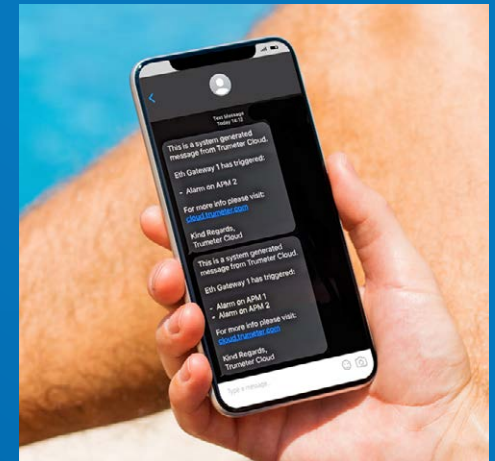 Text Message
Today 14:12
This is a system generated
message from Trumeter Cloud.
Eth Gateway 1 has triggered:
- Alarm on APM 2
For more info please visit:
cloud.trumeter.com
Kind Regards,
Trumeter Cloud
This is a system generated
message from Trumeter Cloud.
Eth Gateway 1 has triggered:
- Alarm on APM 1
- Alarm on APM 2
For more info please visit:
cloud.trumeter.com
Kind Regards,
Trumeter Cloud
Type a message..